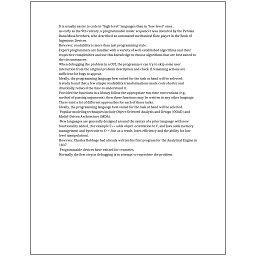 It is usually easier to code in "high level" languages than in "low level" ones.
as early as the 9th century, a programmable music sequencer was invented by the Persian
Banu Musa brothers, who described an automated mechanical flute player in the Book of
Ingenious Devices.
However, readability is more than just programming style.
Expert programmers are familiar with a variety of well-established algorithms and their
respective complexities and use this knowledge to choose algorithms that are best suited to
the circumstances.
When debugging the problem in a GUI, the programmer can try to skip some user
interaction from the original problem description and check if remaining actions are
sufficient for bugs to appear.
Ideally, the programming language best suited for the task at hand will be selected.
A study found that a few simple readability transformations made code shorter and
drastically reduced the time to understand it.
Provided the functions in a library follow the appropriate run-time conventions (e.g.,
method of passing arguments), then these functions may be written in any other language.
There exist a lot of different approaches for each of those tasks.
Ideally, the programming language best suited for the task at hand will be selected.
Popular modeling techniques include Object-Oriented Analysis and Design (OOAD) and
Model-Driven Architecture (MDA).
New languages are generally designed around the syntax of a prior language with new
functionality added, (for example C++ adds object-orientation to C, and Java adds memory
management and bytecode to C++, but as a result, loses efficiency and the ability for low-
level manipulation).
However, Charles Babbage had already written his first program for the Analytical Engine in
1837.
Programmable devices have existed for centuries.
Normally the first step in debugging is to attempt to reproduce the problem.